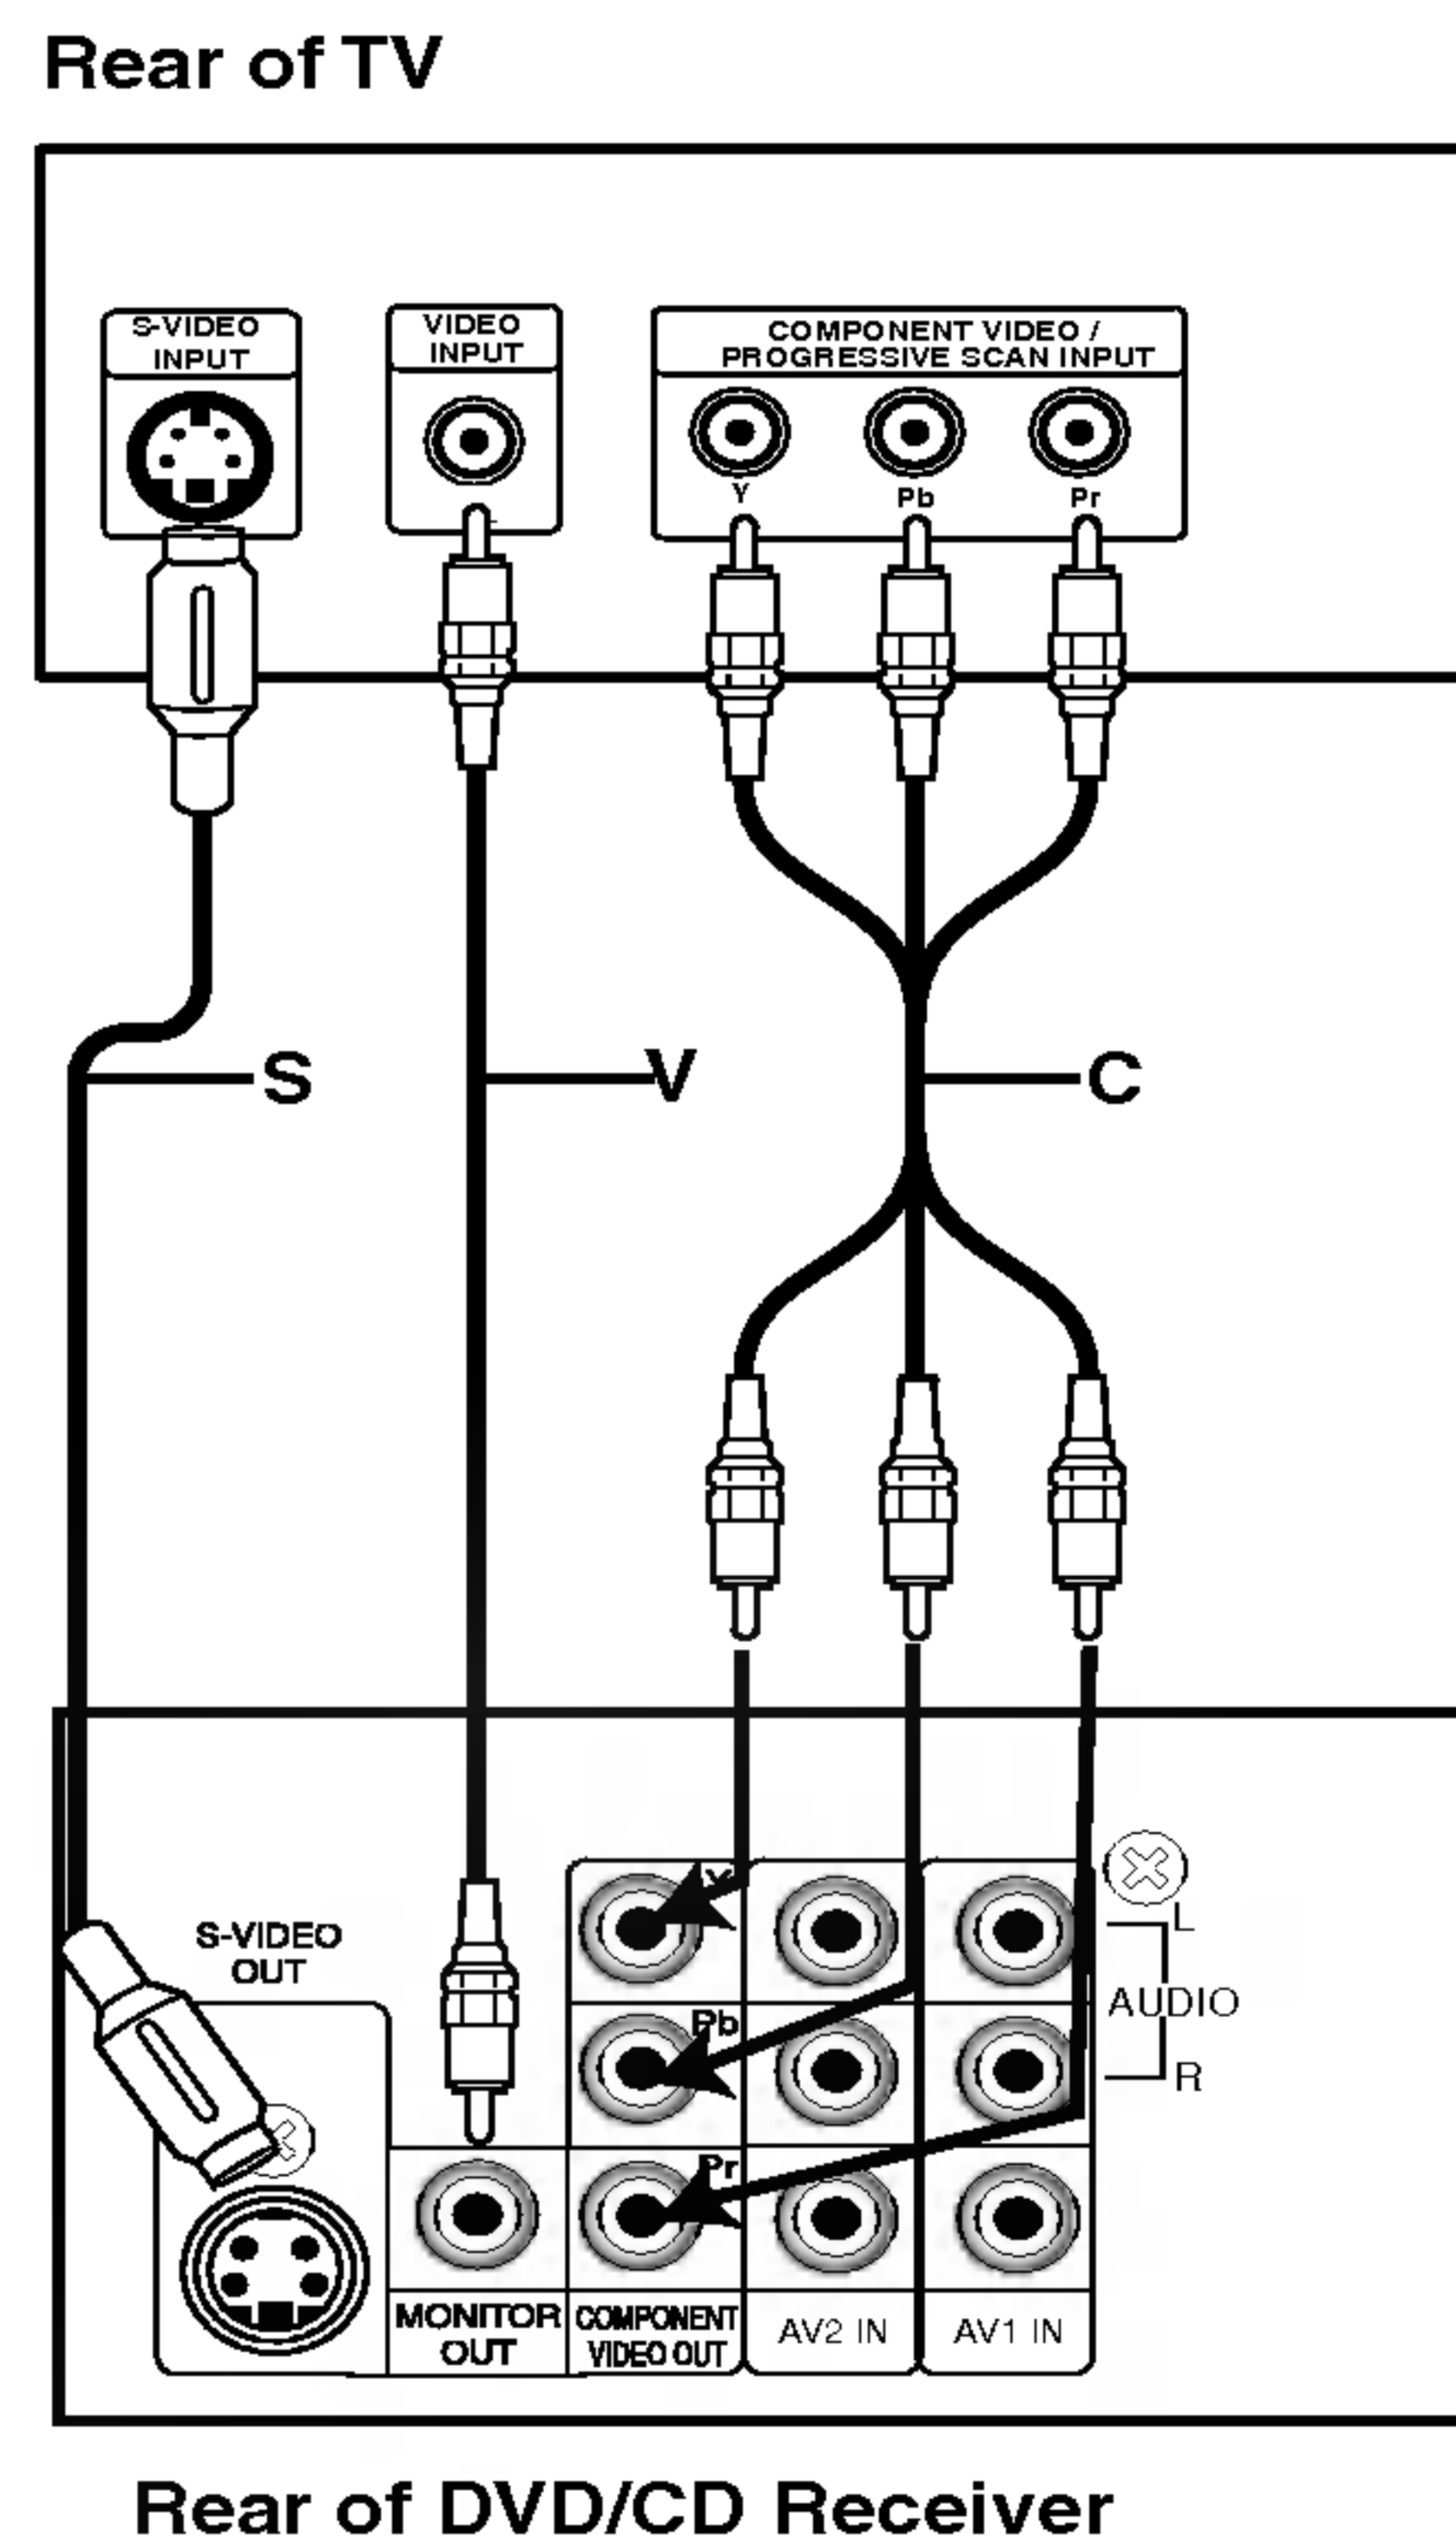 Rear of TV
S-VIDEO
INPUT
VIDEO
INPUT
COMPONENT VIDEO /
PROGRESSIVE SCAN INPUT
Y
Pb
Pr
S
V
C
Y
L
S-VIDEO
OUT
AUDIO
Pb
R
Pr
MONITOR
OUT
COMPONENT
VIDEO OUT
AV2 IN
AV1 IN
Rear of DVD/CD Receiver